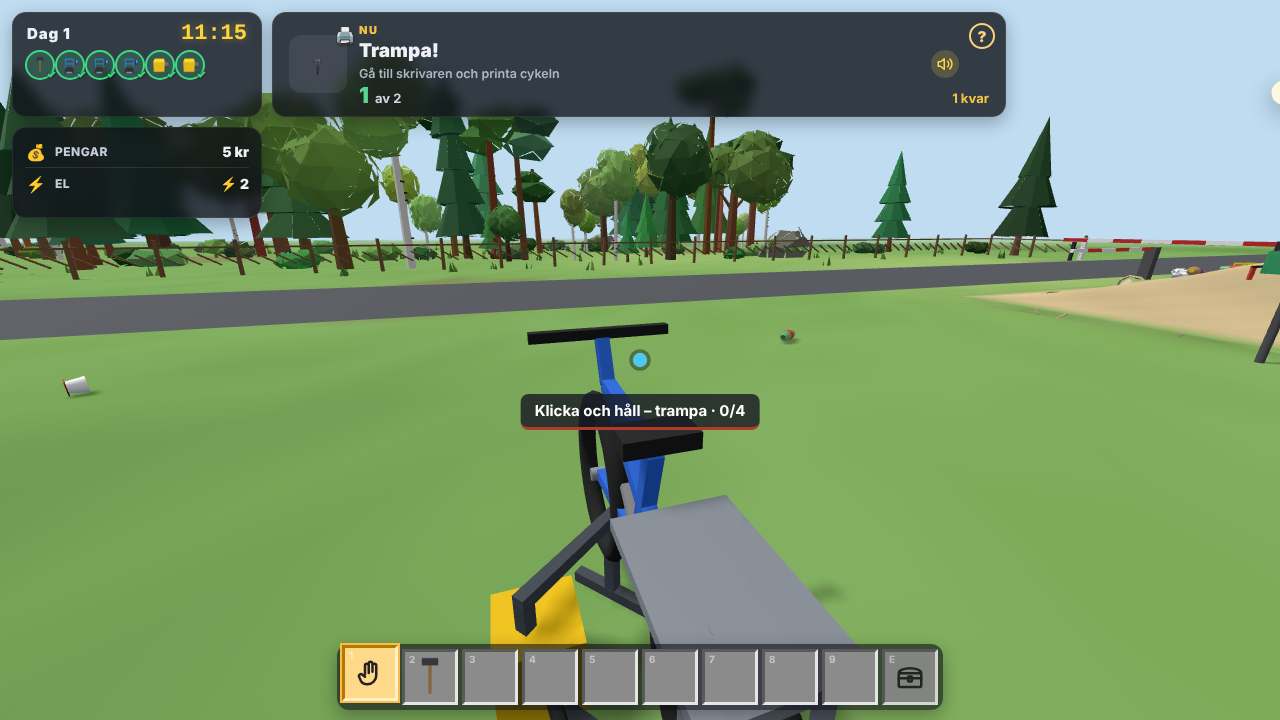 Dag 1
11:15
NU
Trampa!
Gå till skrivaren och printa cykeln
1 av 2
1 kvar
?
PENGAR
5 kr
EL
2
Klicka och håll – trampa · 0/4
2
3
4
5
6
7
8
9
E